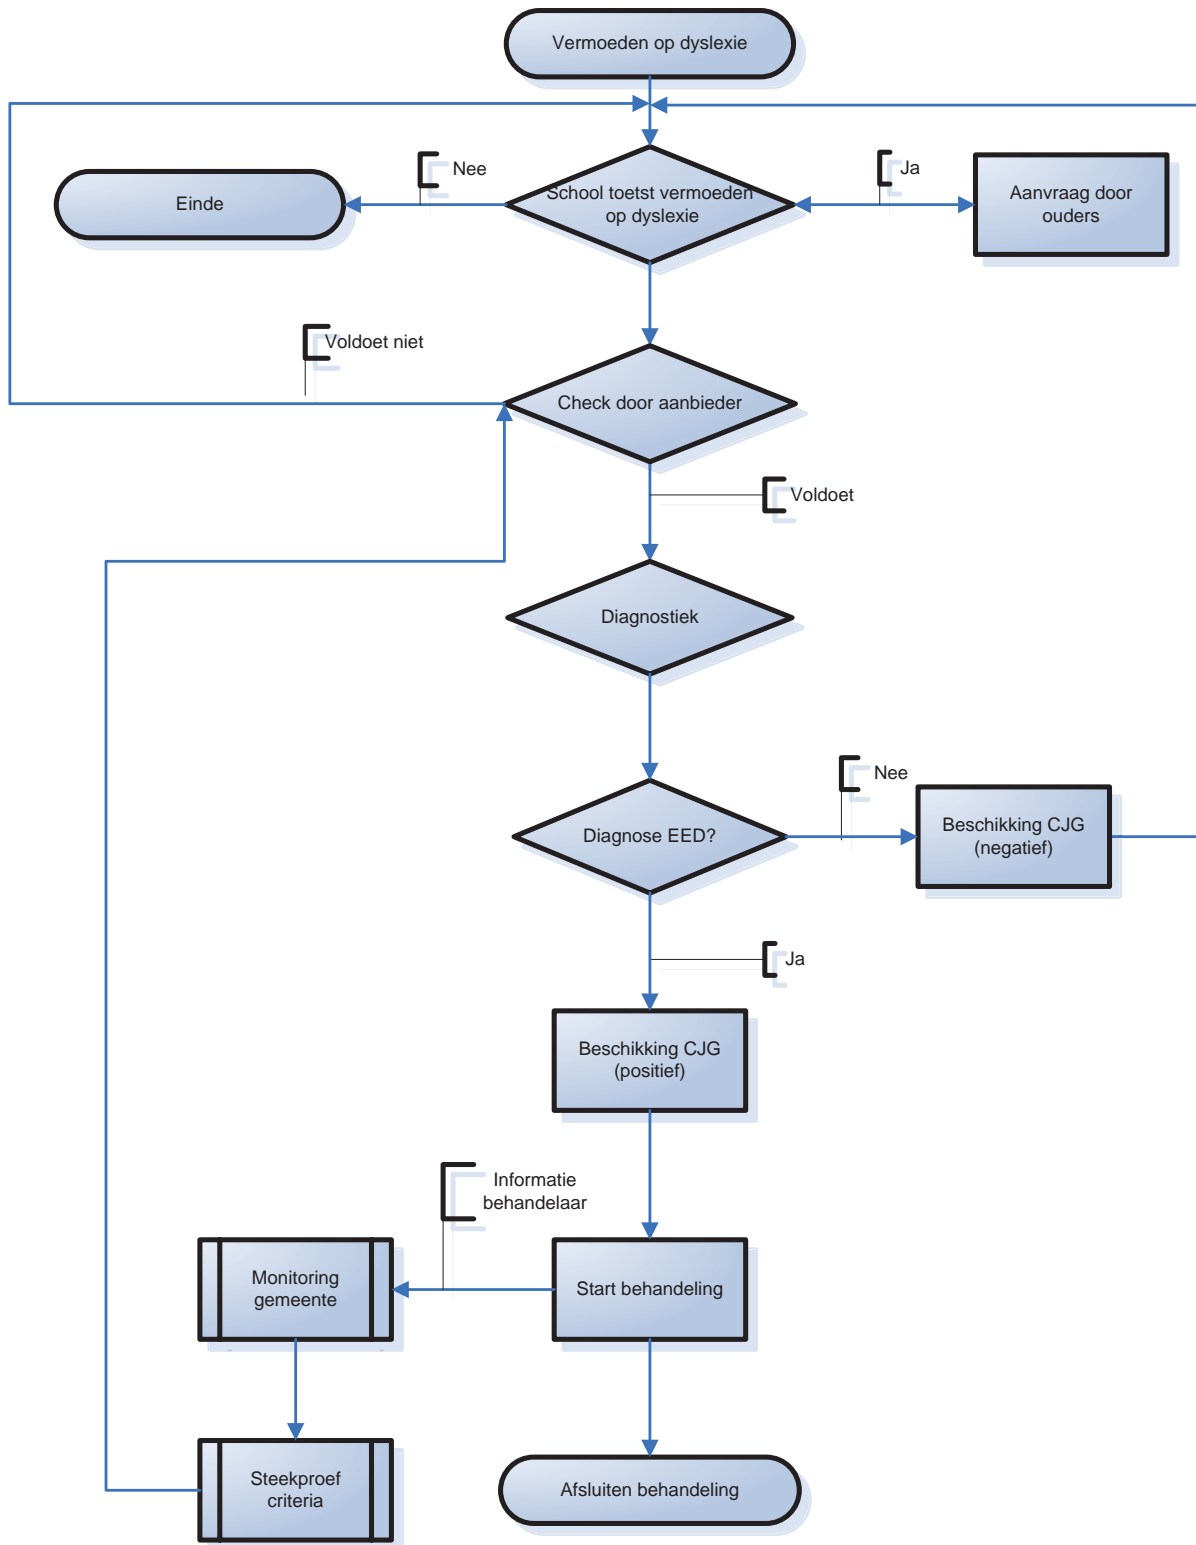 Vermoeden op dyslexie
Nee
Ja
Einde
School toetst vermoeden
op dyslexie
Aanvraag door
ouders
Voldoet niet
Check door aanbieder
Voldoet
Diagnostiek
Nee
Diagnose EED?
Beschikking CJG
(negatief)
Ja
Beschikking CJG
(positief)
Informatie
behandelaar
Monitoring
gemeente
Start behandeling
Steekproef
criteria
Afsluiten behandeling